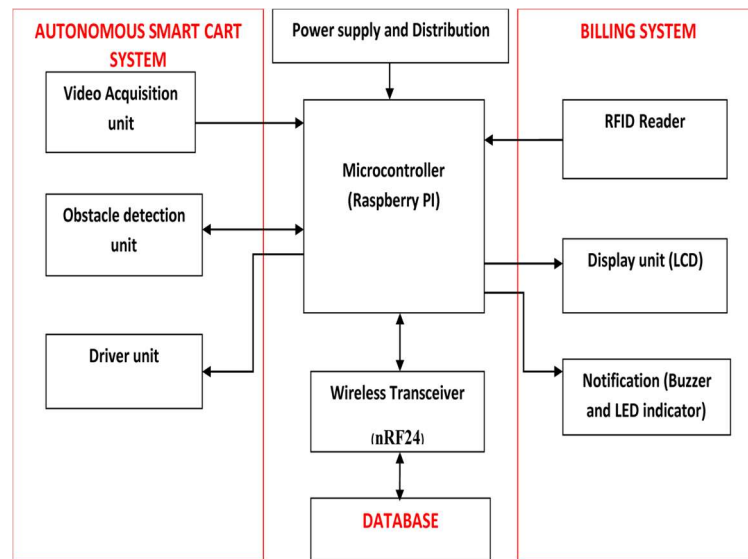 AUTONOMOUS SMART CART
SYSTEM
Video Acquisition
unit
Obstacle detection
unit
Driver unit
Power supply and Distribution
Microcontroller
(Raspberry PI)
Wireless Transceiver
(nRF24)
DATABASE
BILLING SYSTEM
RFID Reader
Display unit (LCD)
Notification (Buzzer
and LED indicator)